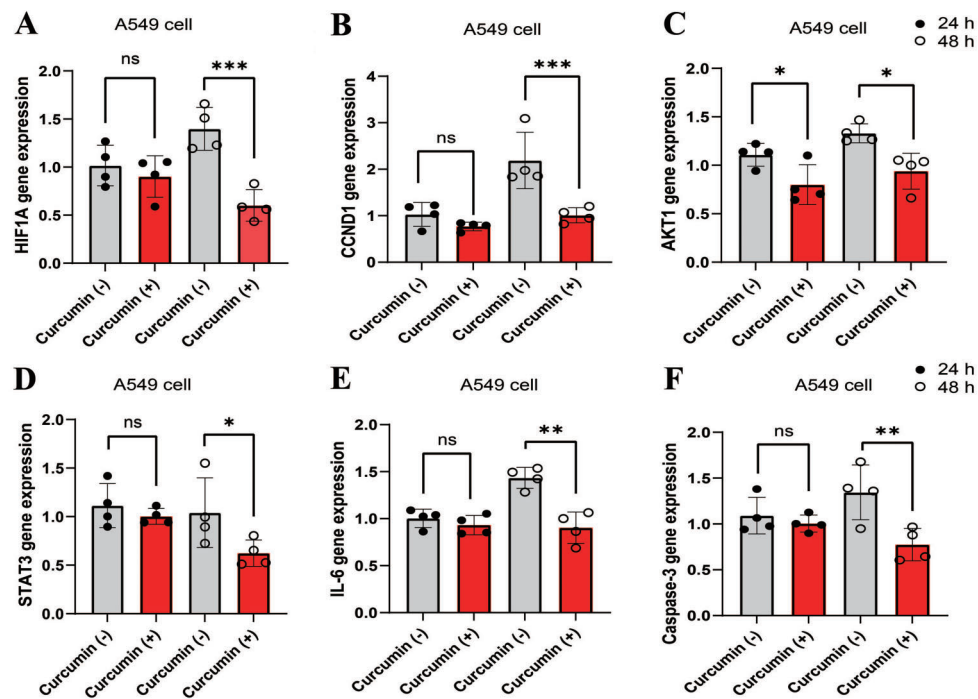 A
A549 cell
HIF1A gene expression
2.0
1.5
1.0
0.5
0.0
ns
***
Curcumin (-)
Curcumin (+)
Curcumin (-)
Curcumin (+)
B
A549 cell
CCND1 gene expression
4
3
2
1
0
ns
***
Curcumin (-)
Curcumin (+)
Curcumin (-)
Curcumin (+)
C
A549 cell
24 h
48 h
AKT1 gene expression
2.0
1.5
1.0
0.5
0.0
*
*
Curcumin (-)
Curcumin (+)
Curcumin (-)
Curcumin (+)
D
A549 cell
STAT3 gene expression
2.0
1.5
1.0
0.5
0.0
ns
*
Curcumin (-)
Curcumin (+)
Curcumin (-)
Curcumin (+)
E
A549 cell
IL-6 gene expression
2.0
1.5
1.0
0.5
0.0
ns
**
Curcumin (-)
Curcumin (+)
Curcumin (-)
Curcumin (+)
F
A549 cell
24 h
48 h
Caspase-3 gene expression
2.0
1.5
1.0
0.5
0.0
ns
**
Curcumin (-)
Curcumin (+)
Curcumin (-)
Curcumin (+)